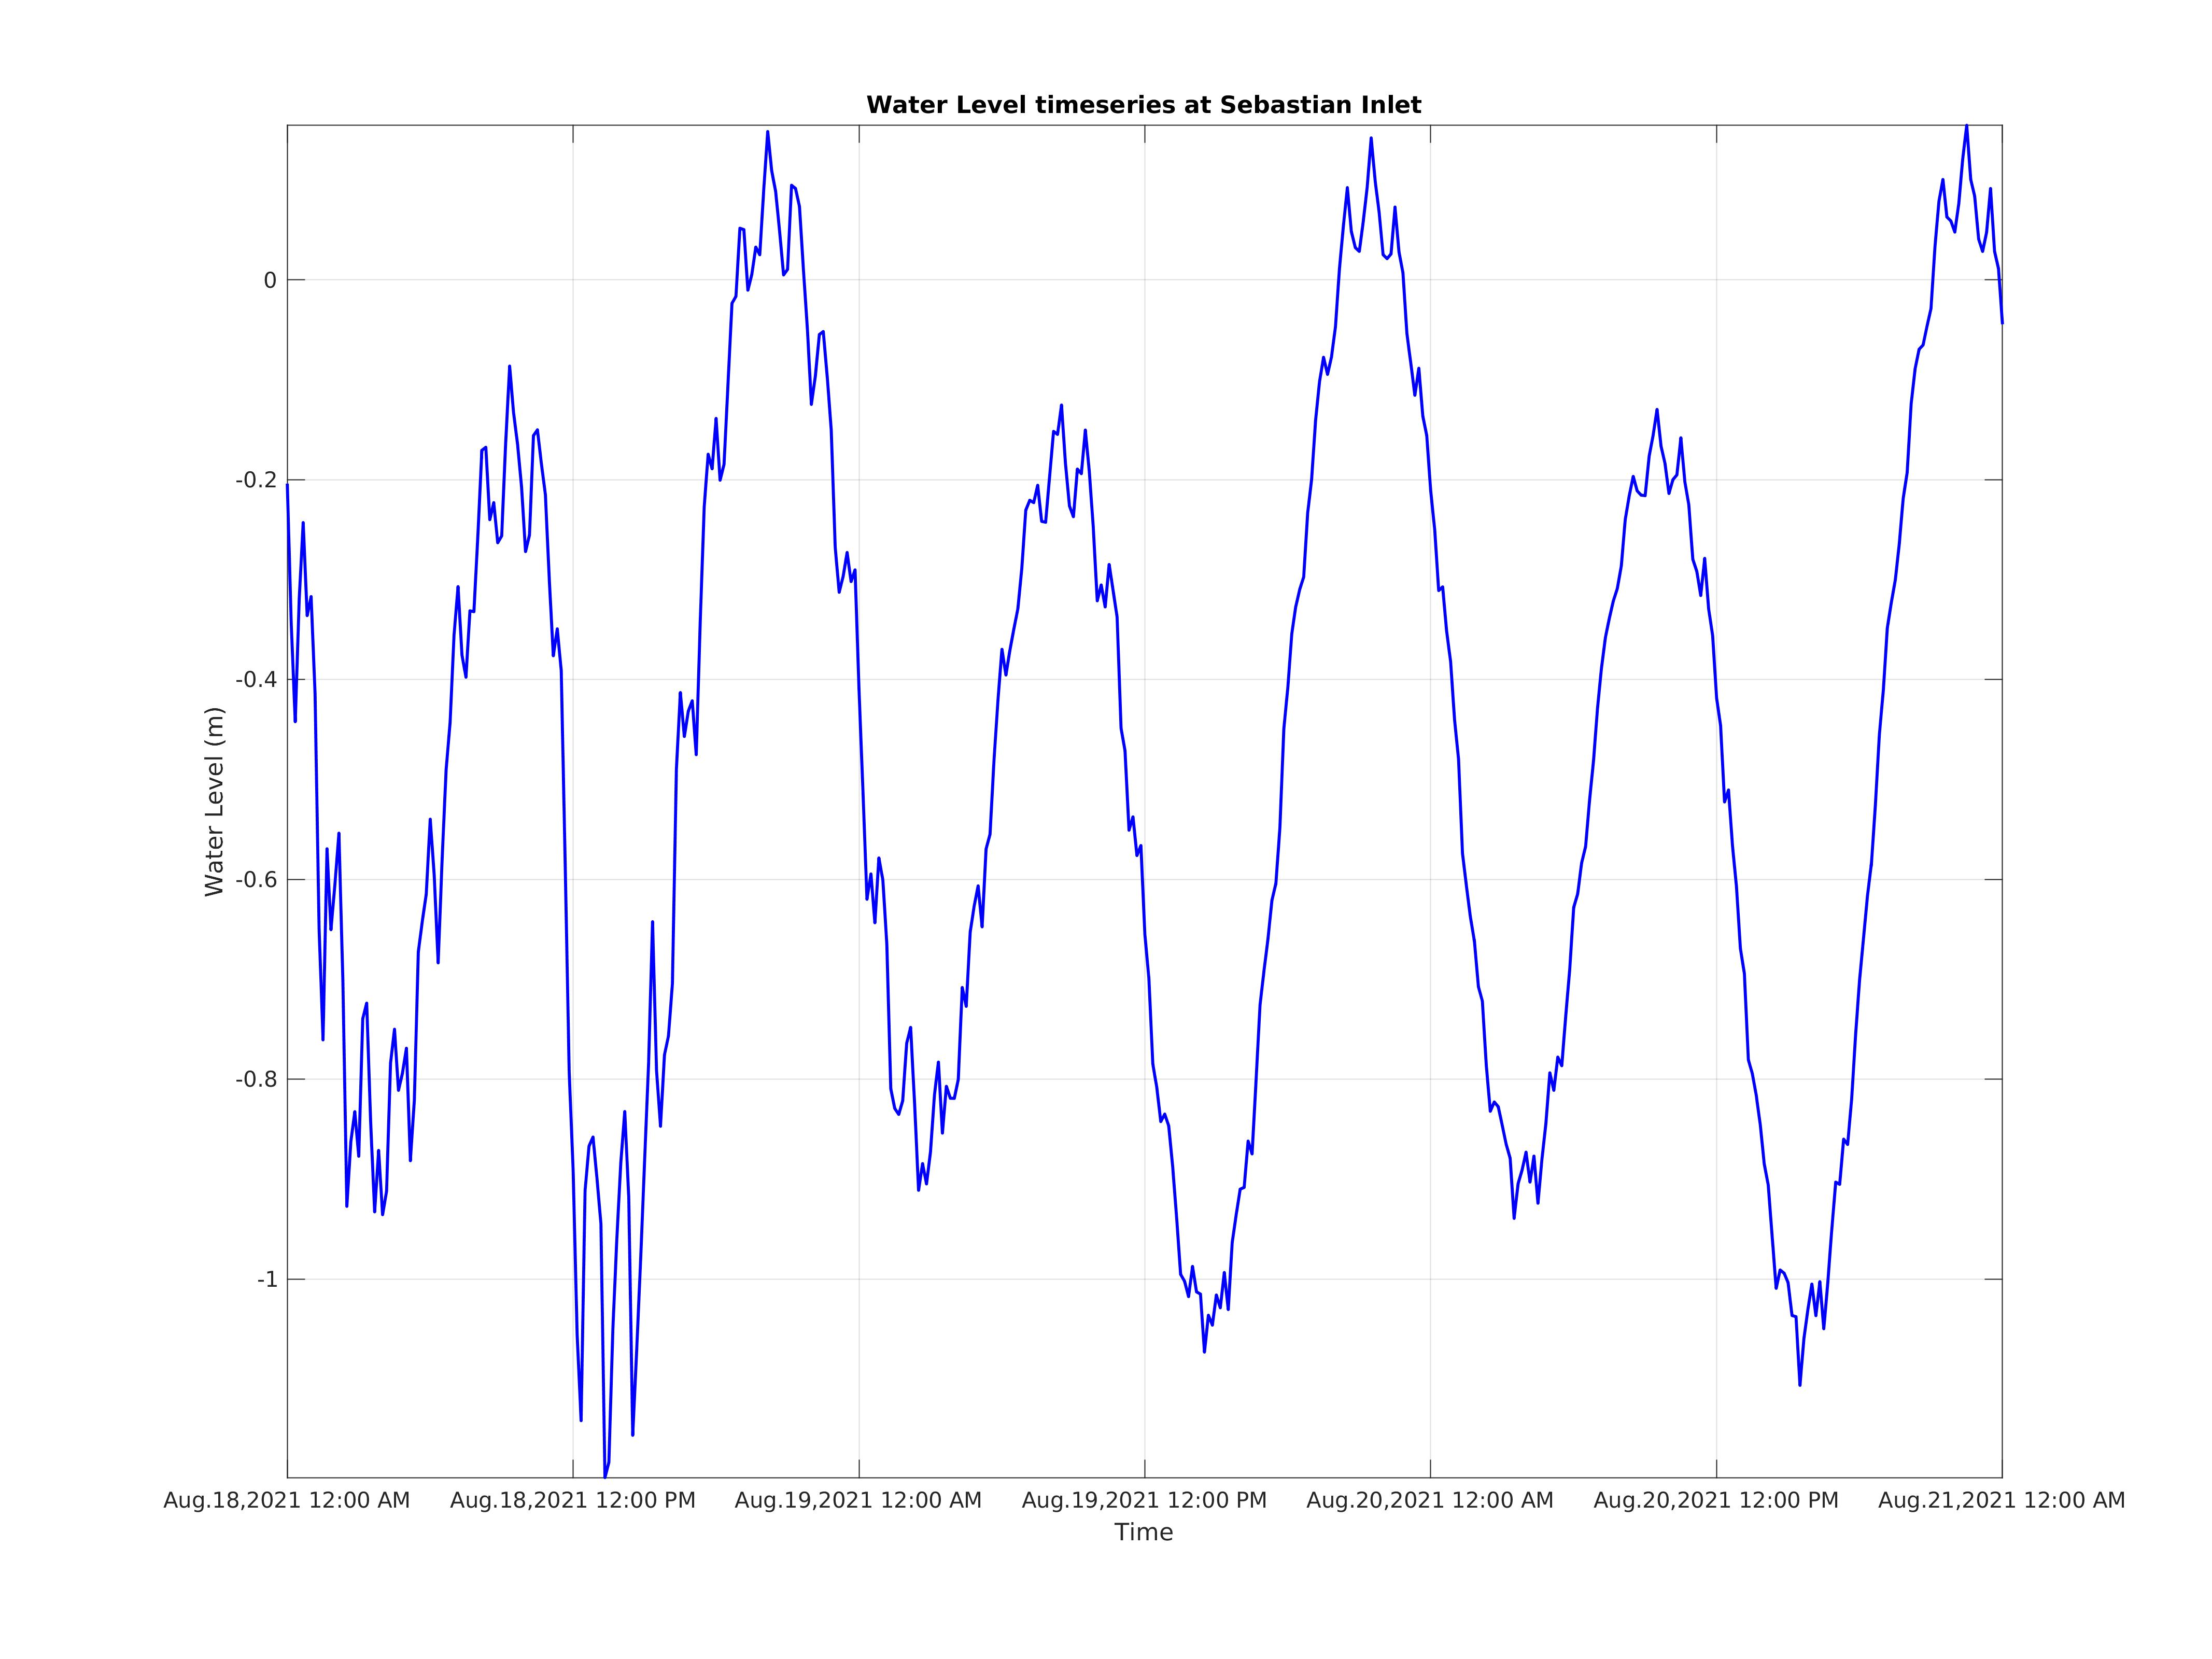 Water Level timeseries at Sebastian Inlet
0
-0.2
-0.4
-0.6
-0.8
-1
Water Level (m)
Aug.18,2021 12:00 AM
Aug.18,2021 12:00 PM
Aug.19,2021 12:00 AM
Aug.19,2021 12:00 PM
Aug.20,2021 12:00 AM
Aug.20,2021 12:00 PM
Aug.21,2021 12:00 AM
Time